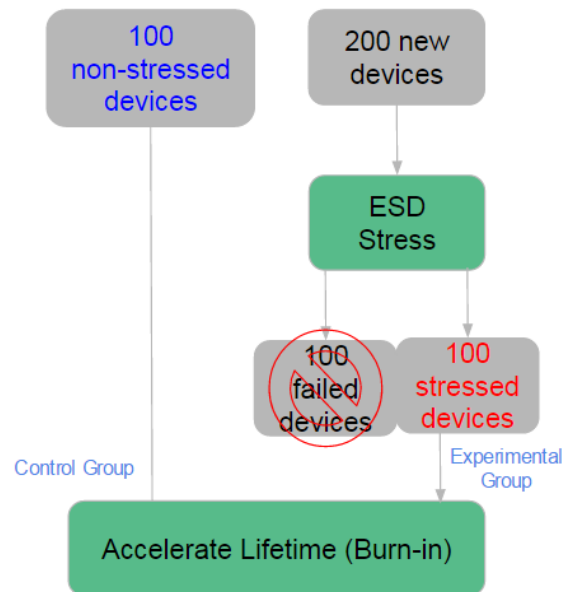 100
non-stressed
devices
200 new
devices
ESD
Stress
100
failed
devices
100
stressed
devices
Control Group
Experimental
Group
Accelerate Lifetime (Burn-in)